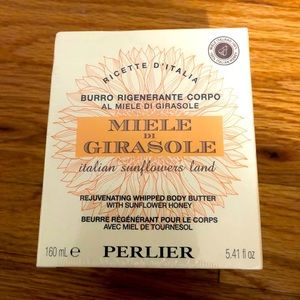 RICETTE D'ITALIA
BURRO RIGENERANTE CORPO
AL MIELE DI GIRASOLE
MIELE
DI
GIRASOLE
italian sunflowers land
REJUVENATING WHIPPED BODY BUTTER
WITH SUNFLOWER HONEY
BEURRE RÉGÉNÉRANT POUR LE CORPS
AVEC MIEL DE TOURNESOL
160 mL e
PERLIER
5.41 fl oz